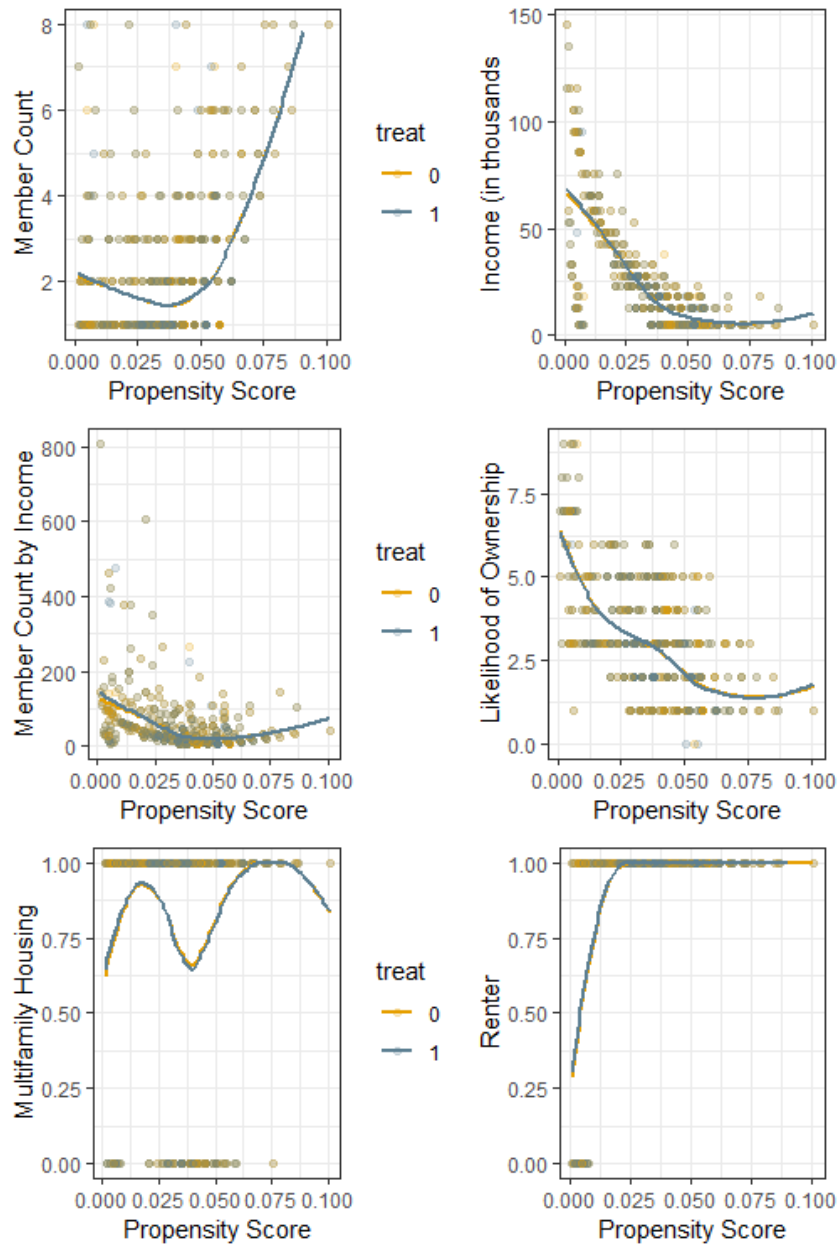 Member Count
8
6
4
2
0.000 0.025 0.050 0.075 0.100
Propensity Score
treat
0
1
Income (in thousands
150
100
50
0
0.000 0.025 0.050 0.075 0.100
Propensity Score
Member Count by Income
800
600
400
200
0
0.000 0.025 0.050 0.075 0.100
Propensity Score
treat
0
1
Likelihood of Ownership
7.5
5.0
2.5
0.0
0.000 0.025 0.050 0.075 0.100
Propensity Score
Multifamily Housing
1.00
0.75
0.50
0.25
0.00
0.000 0.025 0.050 0.075 0.100
Propensity Score
treat
0
1
Renter
1.00
0.75
0.50
0.25
0.00
0.000 0.025 0.050 0.075 0.100
Propensity Score